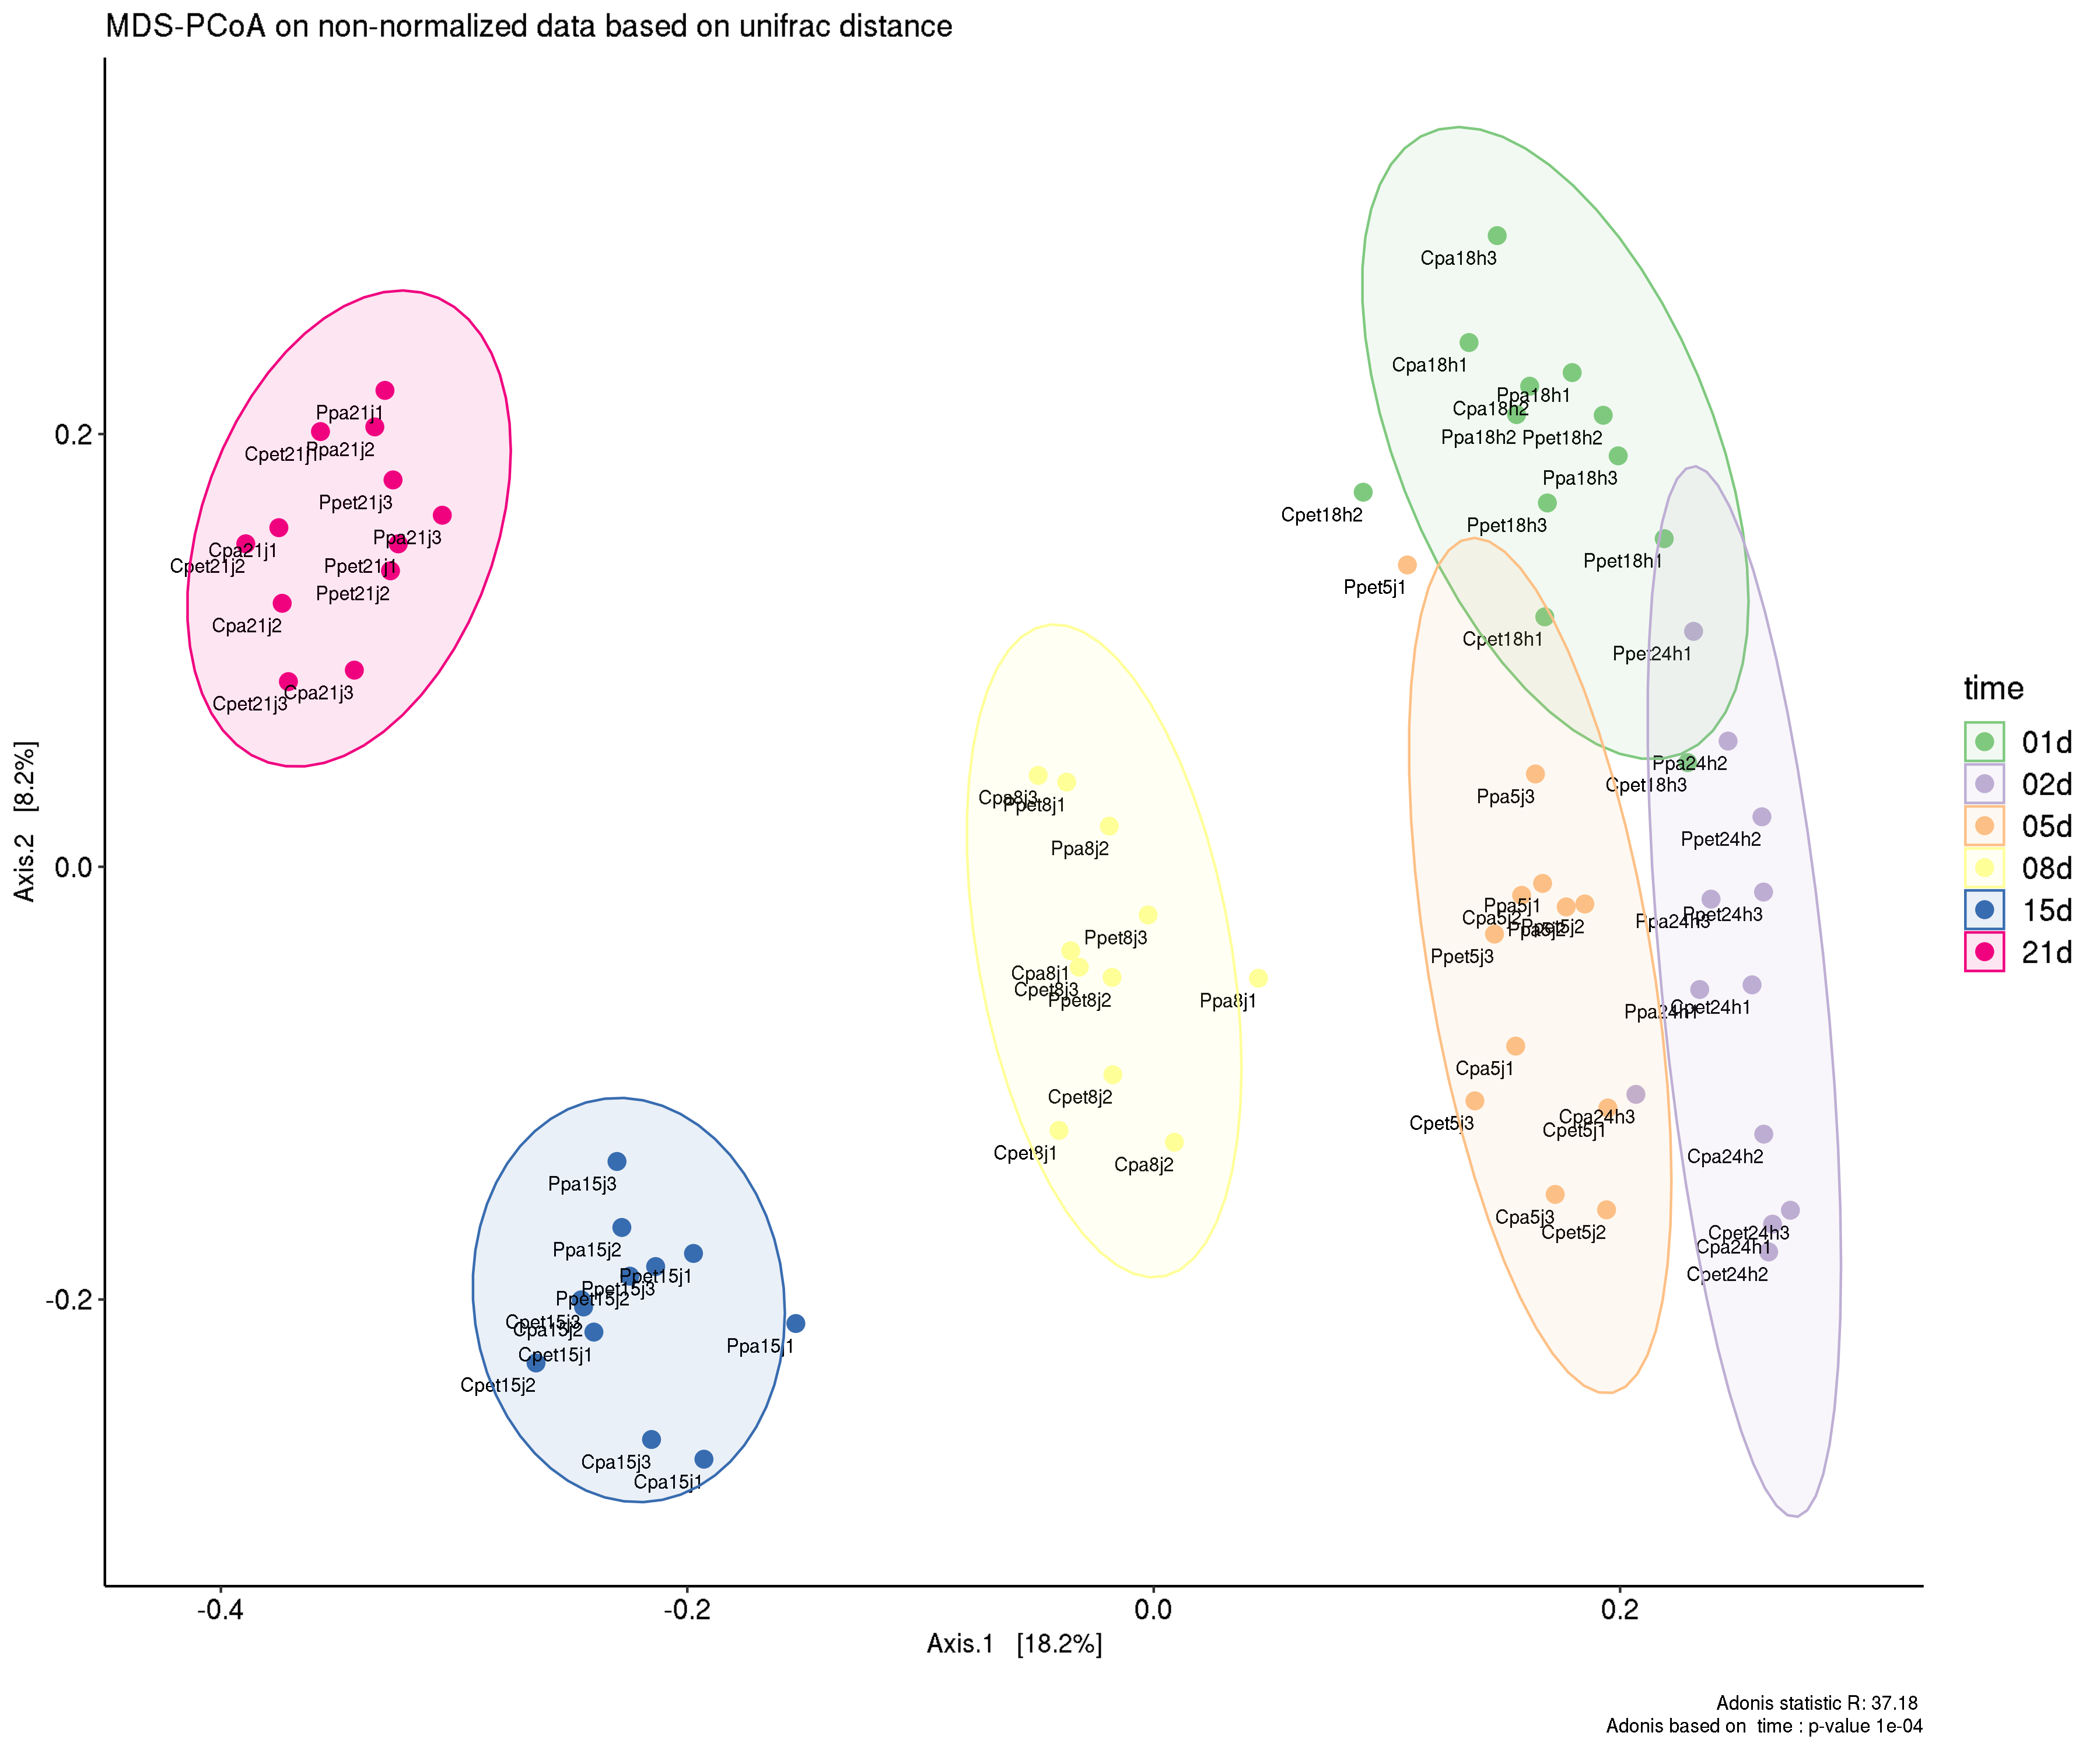 MDS-PCoA on non-normalized data based on unifrac distance
Cpa18h3
Cpa18h1
Ppa18h1
Cpa18h2
Ppa18h2
Ppet18h2
Ppa18h3
Cpet18h2
Ppet18h3
Ppet18h1
Ppet5j1
Cpet18h1
Ppet24h1
Ppa21j1
Cpet21j1
Ppa21j2
Ppet21j3
Ppa21j3
Cpa21j1
Cpet21j2
Ppet21j1
Ppet21j2
Cpa21j2
Cpa21j3
Cpet21j3
Ppa24h2
Cpet18h3
Ppa5j3
Cpa8j3
Ppet8j1
Ppet24h2
Ppa8j2
Ppa5j1
Cpa5j2
Ppa5j2
Ppet5j2
Ppa24h3
Ppet24h3
Ppet8j3
Ppet5j3
Cpa8j1
Cpet8j3
Ppet8j2
Ppa8j1
Ppa24h1
Cpet24h1
Cpa5j1
Cpet8j2
Cpet5j3
Cpa24h3
Cpet5j1
Cpet8j1
Cpa8j2
Cpa24h2
Ppa15j3
Cpa5j3
Cpet5j2
Cpet24h3
Cpa24h1
Cpet24h2
Ppa15j2
Ppet15j1
Ppet15j3
Ppet15j2
Cpet15j3
Cpa15j2
Cpet15j1
Ppa15j1
Cpet15j2
Cpa15j3
Cpa15j1
0.2
0.0
-0.2
Axis.2 [8.2%]
-0.4
-0.2
0.0
0.2
Axis.1 [18.2%]
time
01d
02d
05d
08d
15d
21d
Adonis statistic R: 37.18
Adonis based on time : p-value 1e-04